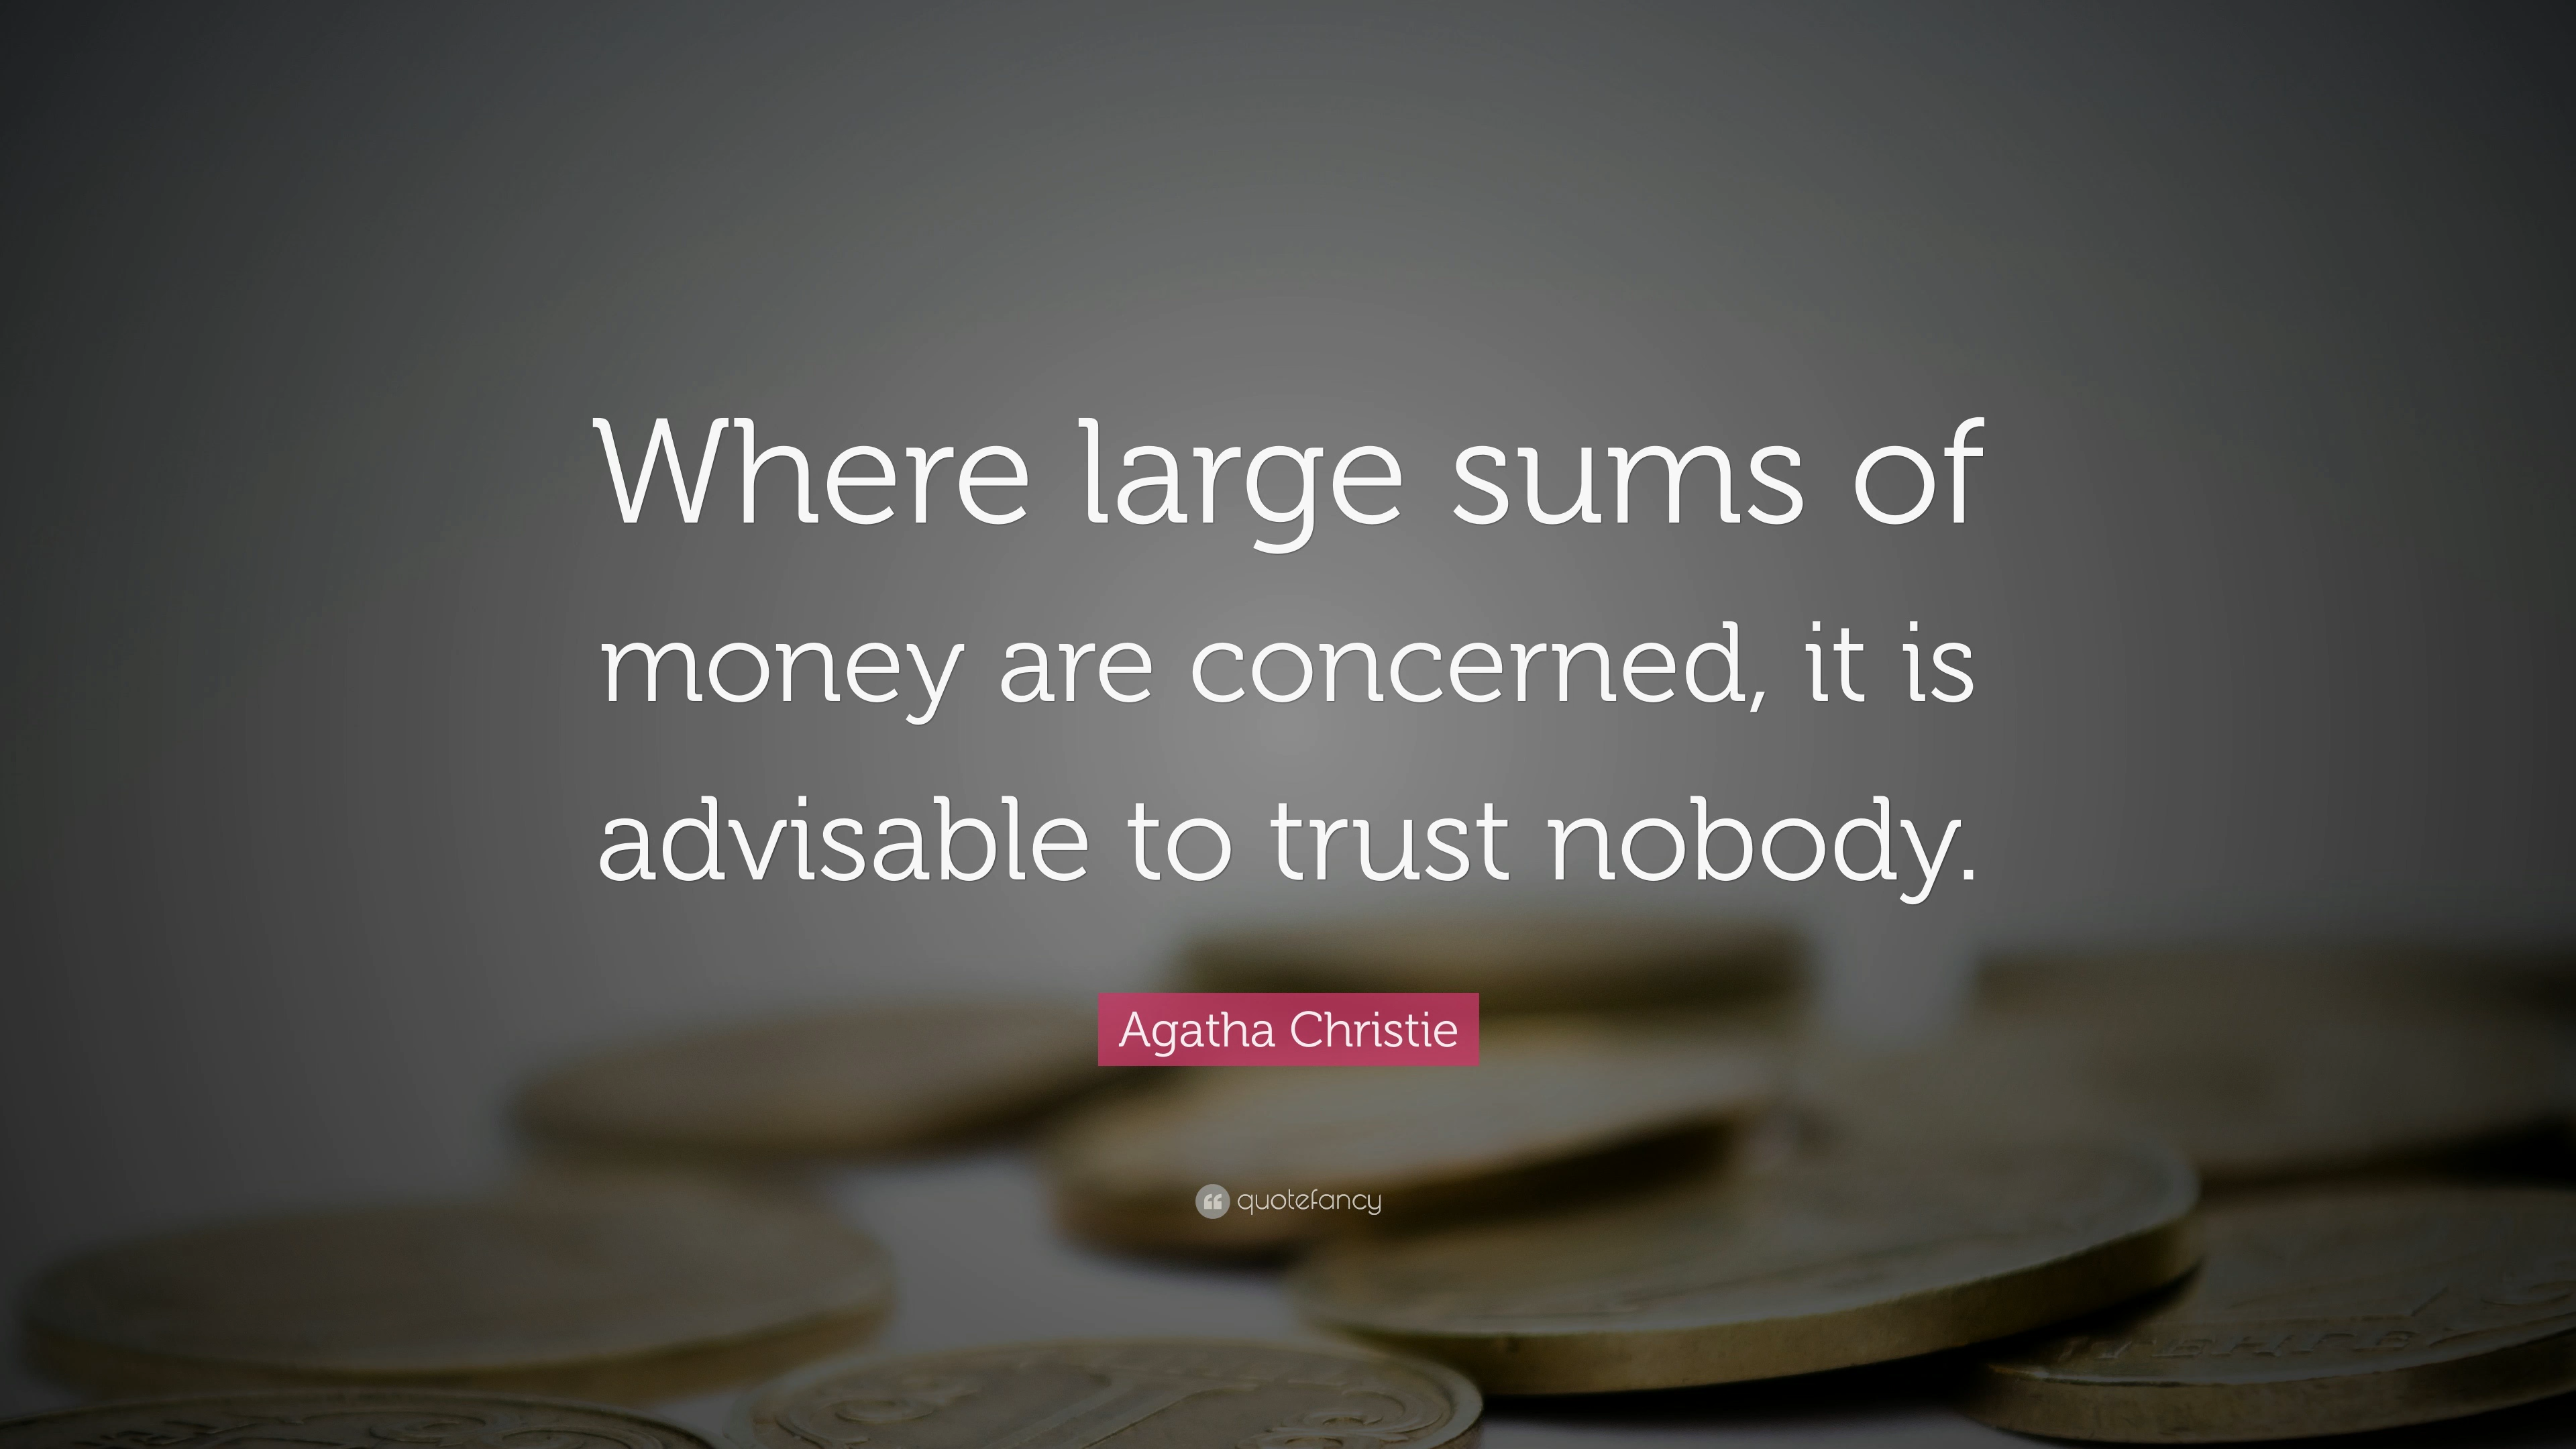 Where large sums of
money are concerned, it is
advisable to trust nobody.
Agatha Christie
quotefancy